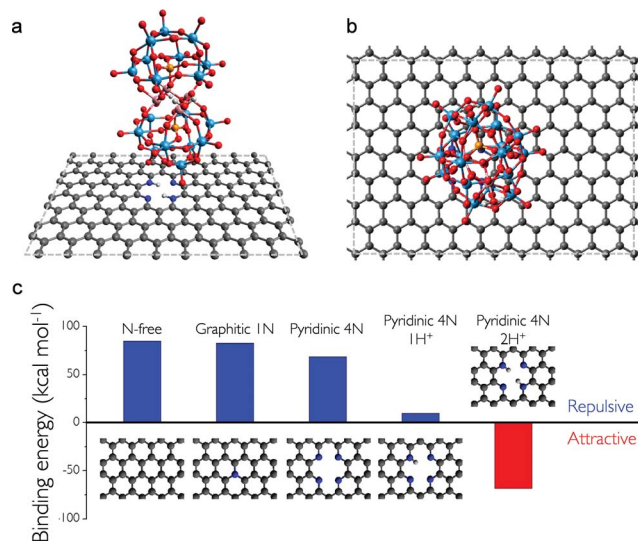 a
b
c
Binding energy (kcal mol-1)
100
50
0
-50
-100
N-free
Graphitic 1N
Pyridinic 4N
Pyridinic 4N
1H+
Pyridinic 4N
2H+
Repulsive
Attractive